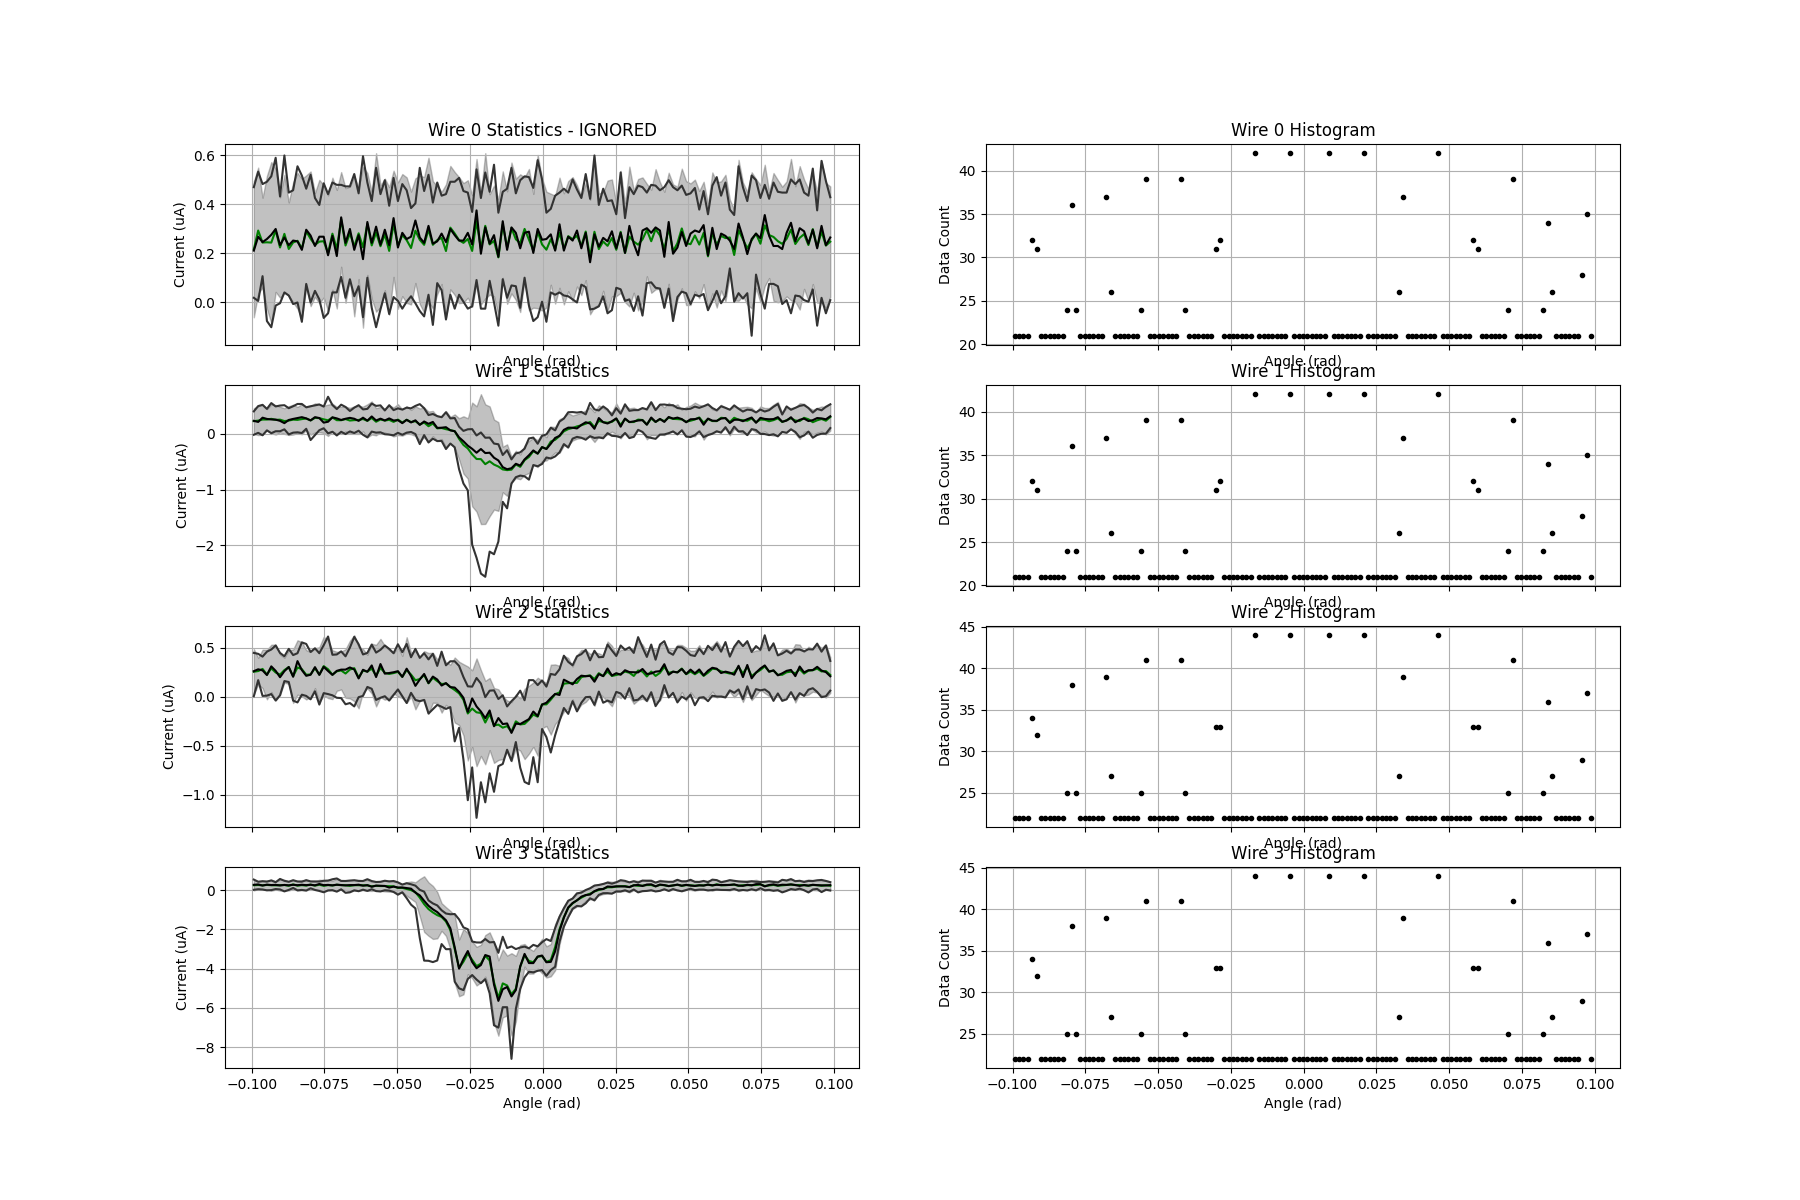 Wire 0 Statistics - IGNORED
Current (uA)
0.6
0.4
0.2
0.0
Angle (rad)
Wire 0 Histogram
Data Count
40
35
30
25
20
Angle (rad)
Wire 1 Statistics
Current (uA)
0
−1
−2
Angle (rad)
Wire 1 Histogram
Data Count
40
35
30
25
20
Angle (rad)
Wire 2 Statistics
Current (uA)
0.5
0.0
−0.5
−1.0
Angle (rad)
Wire 2 Histogram
Data Count
45
40
35
30
25
Angle (rad)
Wire 3 Statistics
Current (uA)
0
−2
−4
−6
−8
−0.100 −0.075 −0.050 −0.025 0.000 0.025 0.050 0.075 0.100
Angle (rad)
Wire 3 Histogram
Data Count
45
40
35
30
25
−0.100 −0.075 −0.050 −0.025 0.000 0.025 0.050 0.075 0.100
Angle (rad)